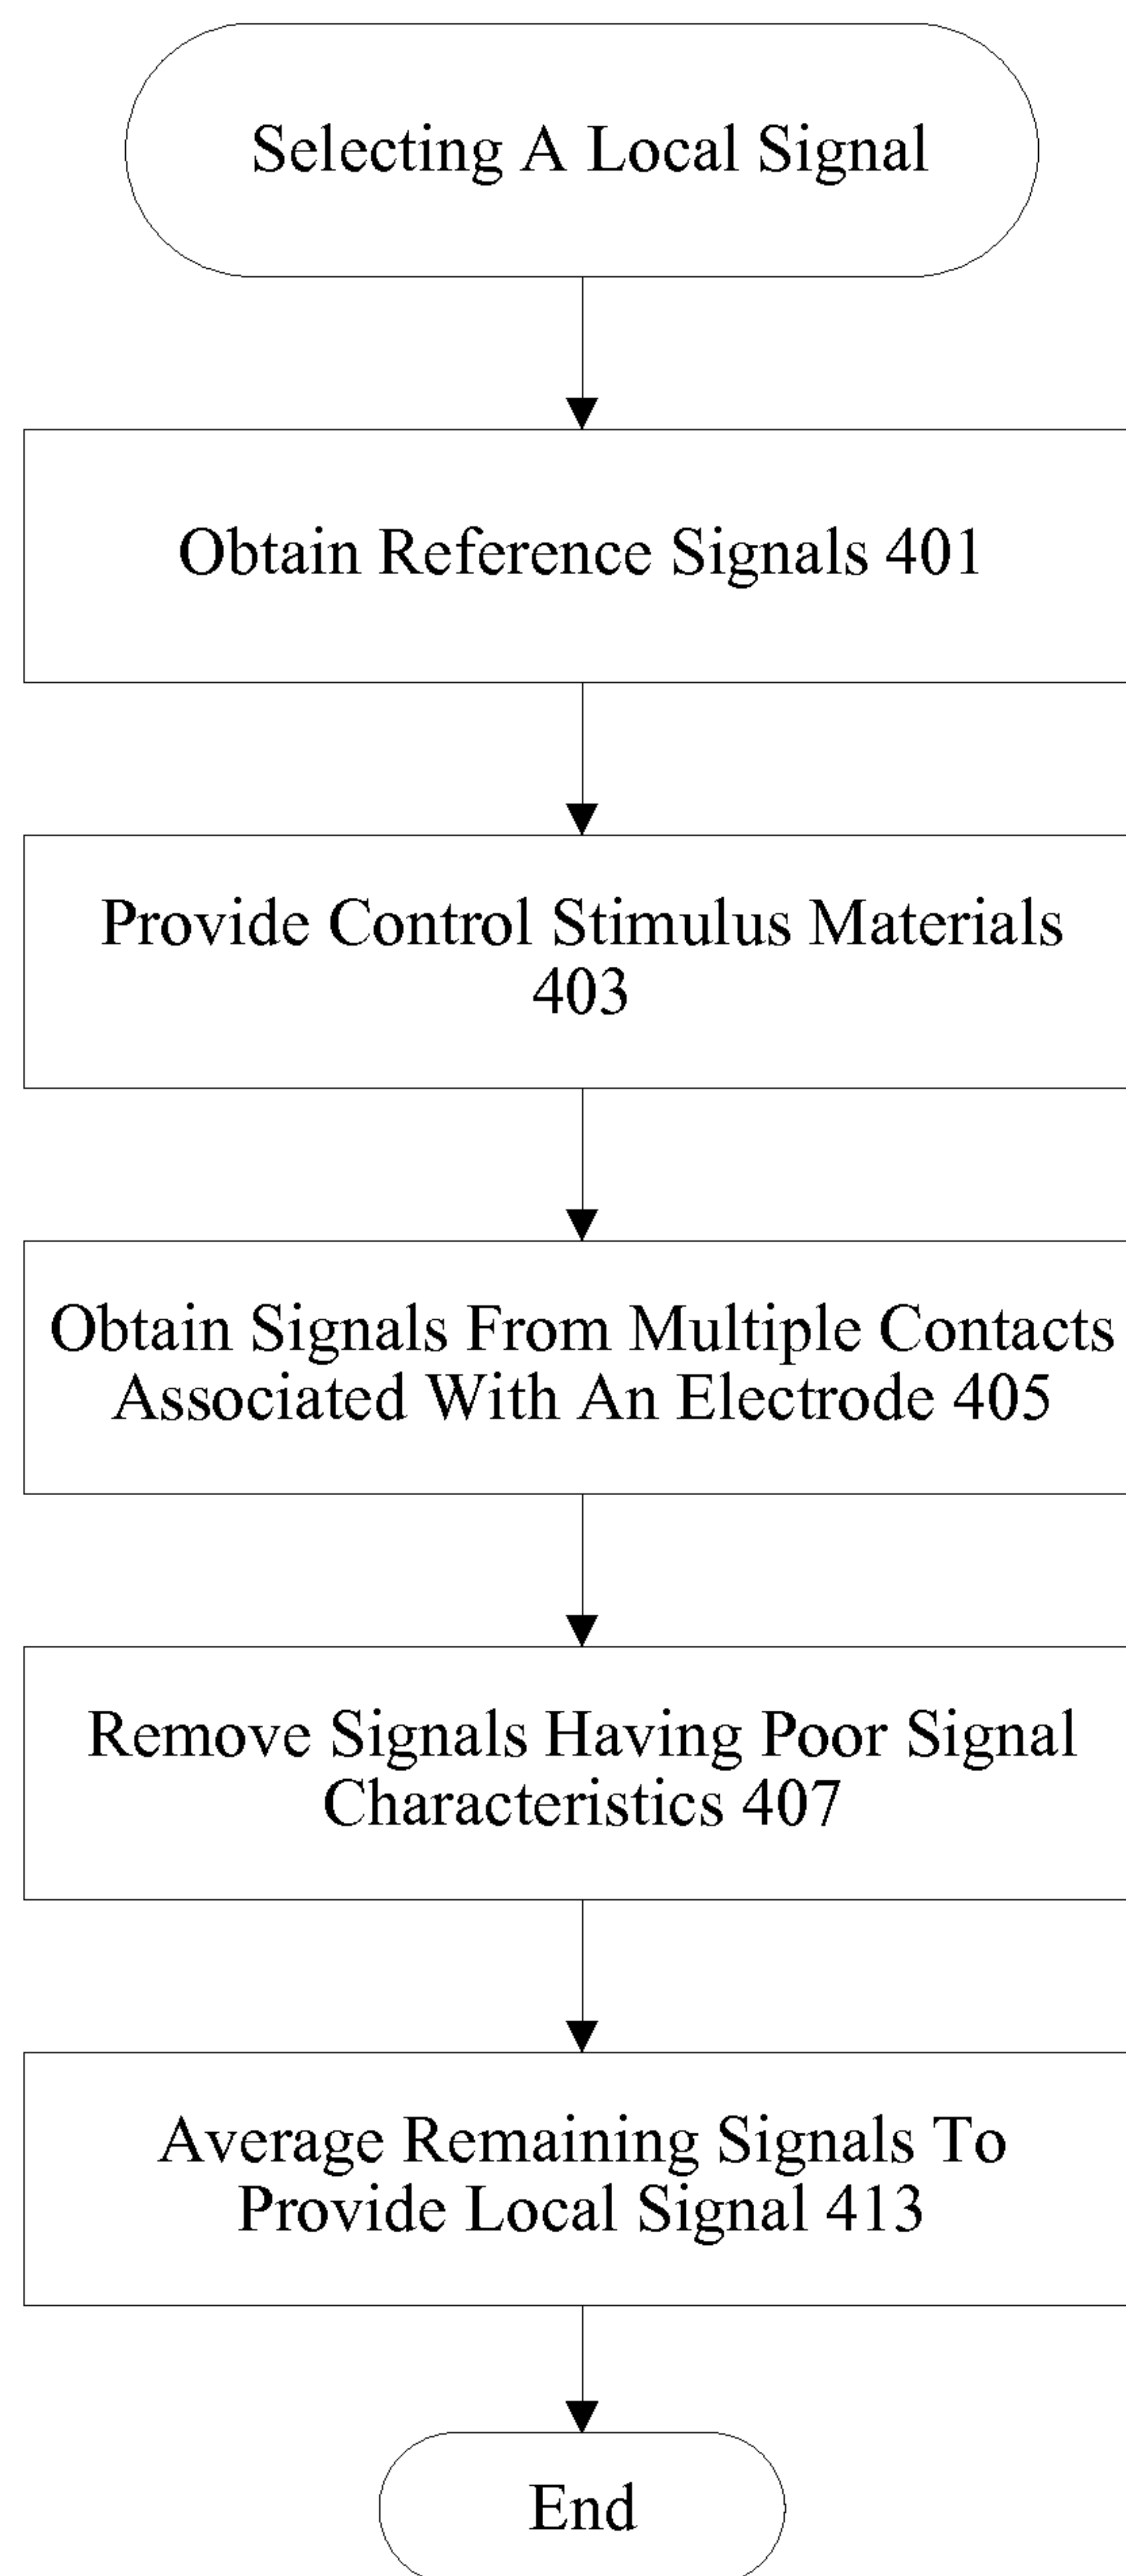 Selecting A Local Signal
Obtain Reference Signals 401
Provide Control Stimulus Materials
403
Obtain Signals From Multiple Contacts
Associated With An Electrode 405
Remove Signals Having Poor Signal
Characteristics 407
Average Remaining Signals To
Provide Local Signal 413
End